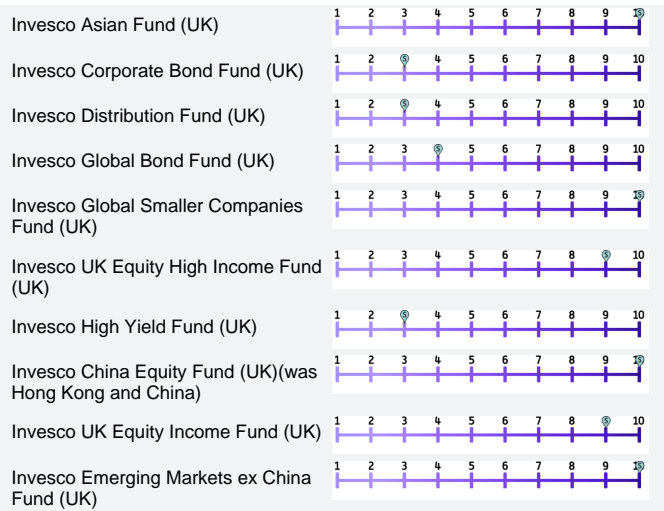 Invesco Asian Fund (UK)
1 2 3 4 5 6 7 8 9
Invesco Corporate Bond Fund (UK)
1 2 4 5 6 7 8 9 10
Invesco Distribution Fund (UK)
1 2 4 5 6 7 8 9 10
Invesco Global Bond Fund (UK)
1 2 3 5 6 7 8 9 10
Invesco Global Smaller Companies
Fund (UK)
1 2 3 4 5 6 7 8 9
Invesco UK Equity High Income Fund
(UK)
1 2 3 4 5 6 7 8 10
Invesco High Yield Fund (UK)
1 2 4 5 6 7 8 9 10
Invesco China Equity Fund (UK)(was
Hong Kong and China)
1 2 3 4 5 6 7 8 9
Invesco UK Equity Income Fund (UK)
1 2 3 4 5 6 7 8 10
Invesco Emerging Markets ex China
Fund (UK)
1 2 3 4 5 6 7 8 9